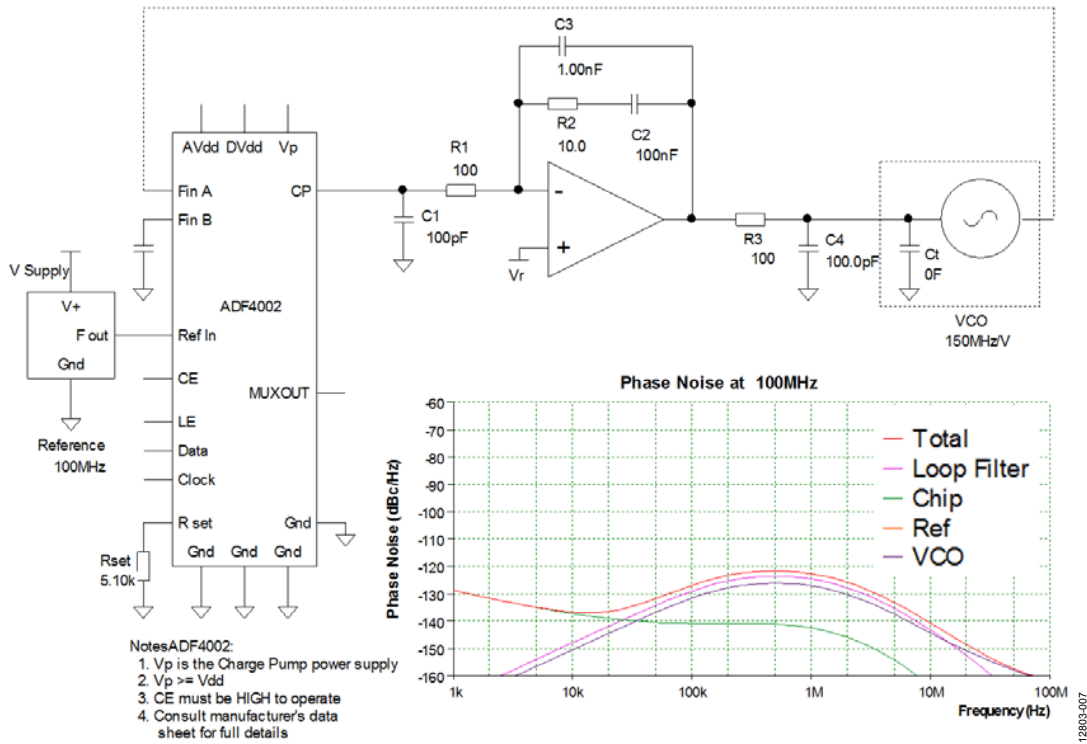 C3
1.00nF
R2
10.0
C2
100nF
AVdd DVdd Vp
R1
100
Fin A
CP
-
Fin B
C1
100pF
+
Vr
R3
100
C4
100.0pF
Ct
0F
V Supply
V+
ADF4002
VCO
150MHz/V
F out
Ref In
Gnd
CE
MUXOUT
LE
Reference
100MHz
Data
Clock
R set
Gnd
Rset
5.10k
Gnd Gnd Gnd
NotesADF4002:
1. Vp is the Charge Pump power supply
2. Vp >= Vdd
3. CE must be HIGH to operate
4. Consult manufacturer's data
sheet for full details
Phase Noise at 100MHz
Phase Noise (dBc/Hz)
-60
-70
-80
-90
-100
-110
-120
-130
-140
-150
-160
Total
Loop Filter
Chip
Ref
VCO
1k 10k 100k 1M 10M 100M
Frequency (Hz)
12803-007